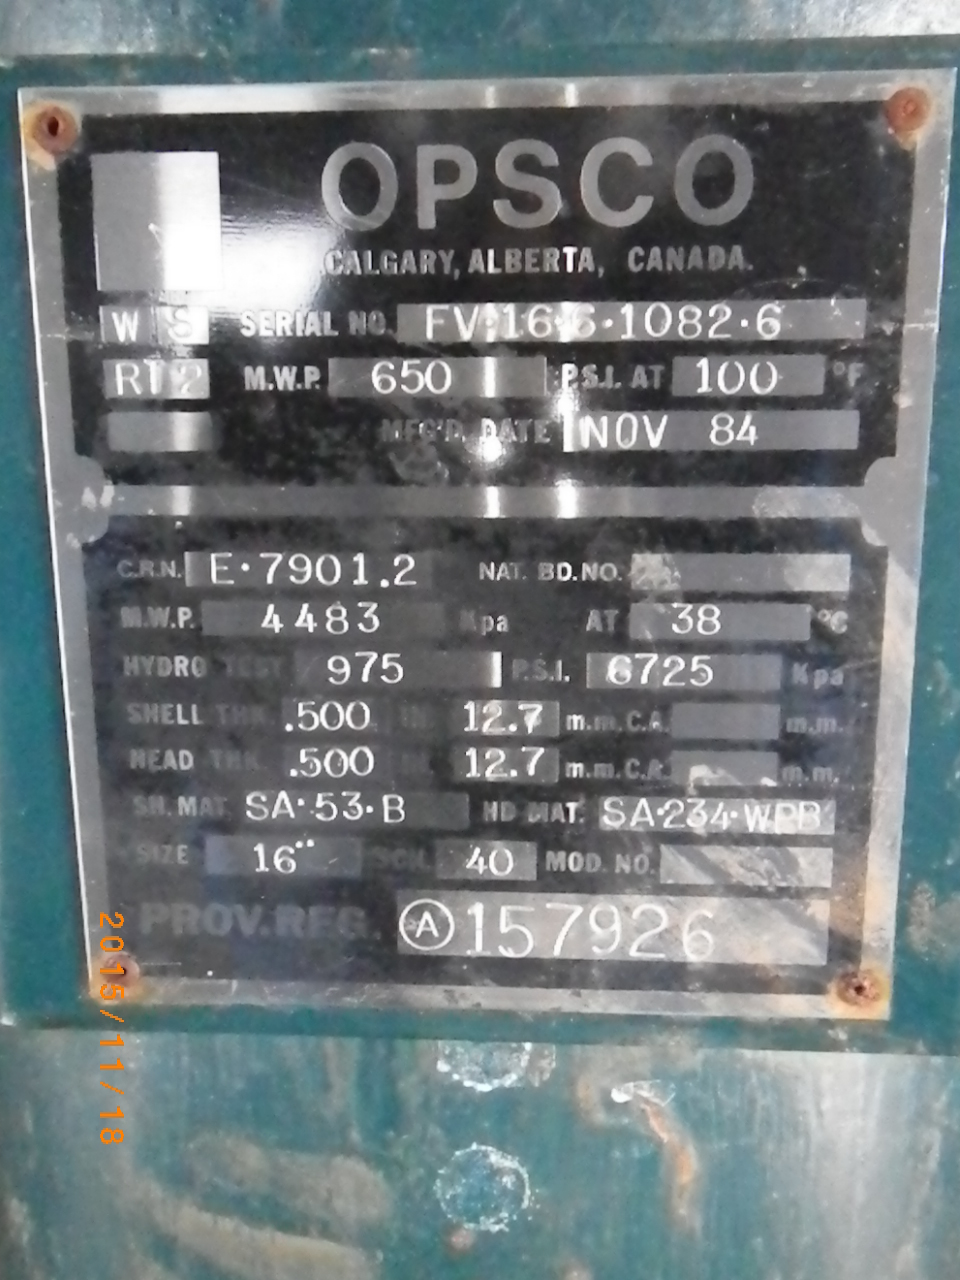 OPSCO
CALGARY, ALBERTA, CANADA.
W S SERIAL NO. FV·16·6·1082·6
RT 2 M.W.P. 650 P.S.I. AT 100 °F
MFG'D. DATE NOV 84
C.R.N. E·7901.2 NAT. BD.NO.
M.W.P. 4483 Kpa AT 38 °C
HYDRO TEST 975 P.S.I. 6725 Kpa
SHELL THK .500 IN. 12.7 m.m. C.A. m.m.
HEAD THK. .500 IN. 12.7 m.m. C.A. m.m.
SH. MAT. SA·53·B HD MAT. SA·234·WPB
SIZE 16" SCH. 40 MOD. NO.
PROV. REG. Ⓐ157926
2015/11/18